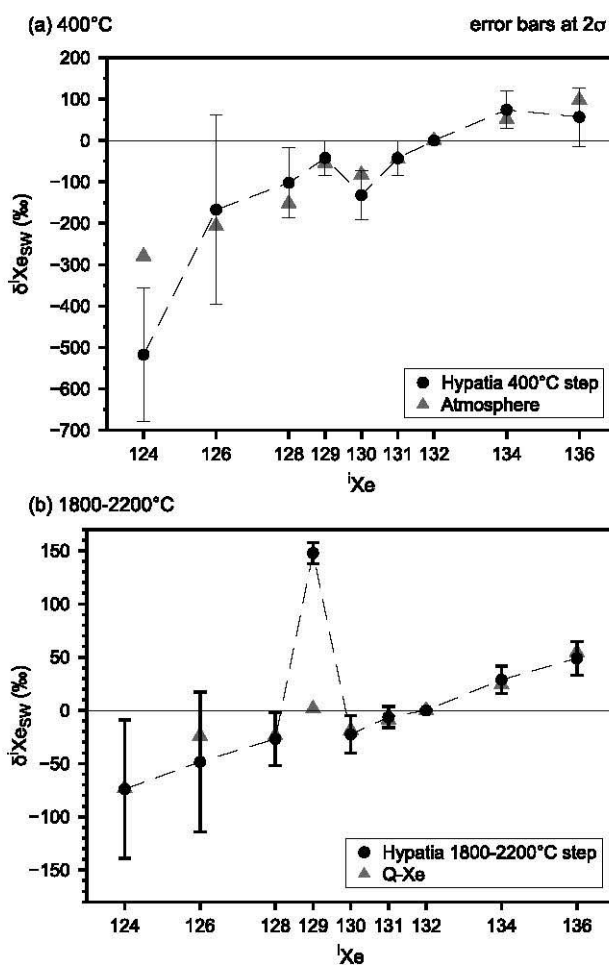 (a) 400°C error bars at 2σ
200
100
0
−100
−200
−300
−400
−500
−600
−700
δⁱXeSW (‰)
Hypatia 400°C step
Atmosphere
124 126 128 129 130 131 132 134 136
ⁱXe
(b) 1800-2200°C
150
100
50
0
−50
−100
−150
δⁱXeSW (‰)
Hypatia 1800-2200°C step
Q-Xe
124 126 128 129 130 131 132 134 136
ⁱXe